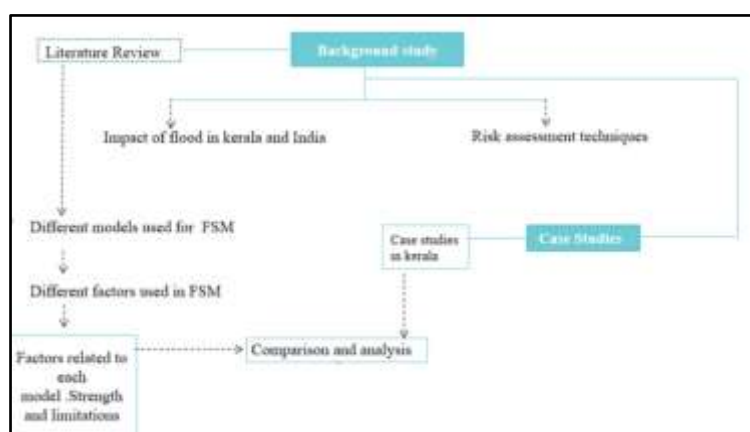 Literature Review
Background study
Impact of flood in kerala and India
Risk assessment techniques
Different models used for FSM
Case studies
in kerala
Case Studies
Different factors used in FSM
Factors related to
each
model .Strength
and limitations
Comparison and analysis